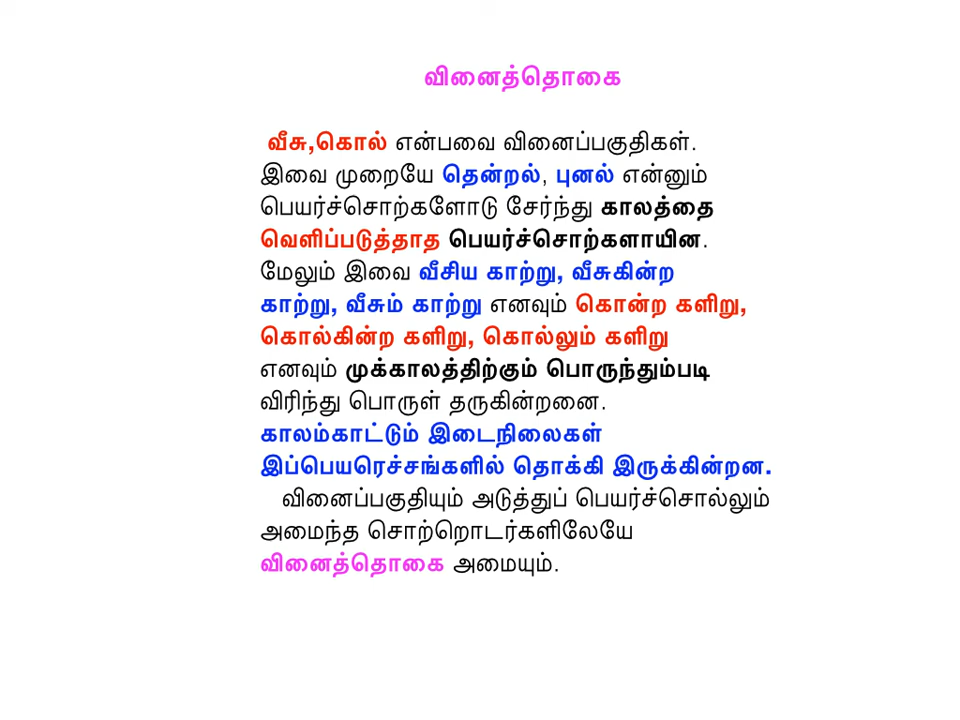 வினைத்தொகை
வீசு,கொல் என்பவை வினைப்பகுதிகள்.
இவை முறையே தென்றல், புனல் என்னும்
பெயர்ச்சொற்களோடு சேர்ந்து காலத்தை
வெளிப்படுத்தாத பெயர்ச்சொற்களாயின.
மேலும் இவை வீசிய காற்று, வீசுகின்ற
காற்று, வீசும் காற்று எனவும் கொன்ற களிறு,
கொல்கின்ற களிறு, கொல்லும் களிறு
எனவும் முக்காலத்திற்கும் பொருந்தும்படி
விரிந்து பொருள் தருகின்றனை.
காலம்காட்டும் இடைநிலைகள்
இப்பெயரெச்சங்களில் தொக்கி இருக்கின்றன.
வினைப்பகுதியும் அடுத்துப் பெயர்ச்சொல்லும்
அமைந்த சொற்றொடர்களிலேயே
வினைத்தொகை அமையும்.